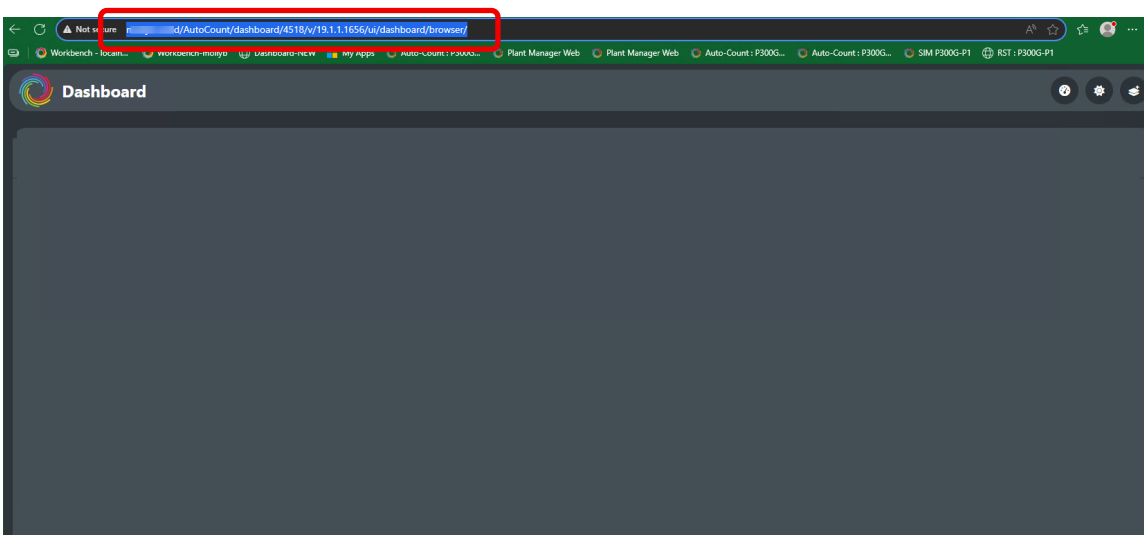 Not secure d/AutoCount/dashboard/4518/v/19.1.1.1656/ui/dashboard/browser/
Workbench - localh... Workbench-mollyb Dashboard-NEW My Apps Auto-Count : P300G... Plant Manager Web Plant Manager Web Auto-Count : P300G... Auto-Count : P300G... SIM P300G-P1 RST : P300G-P1
Dashboard